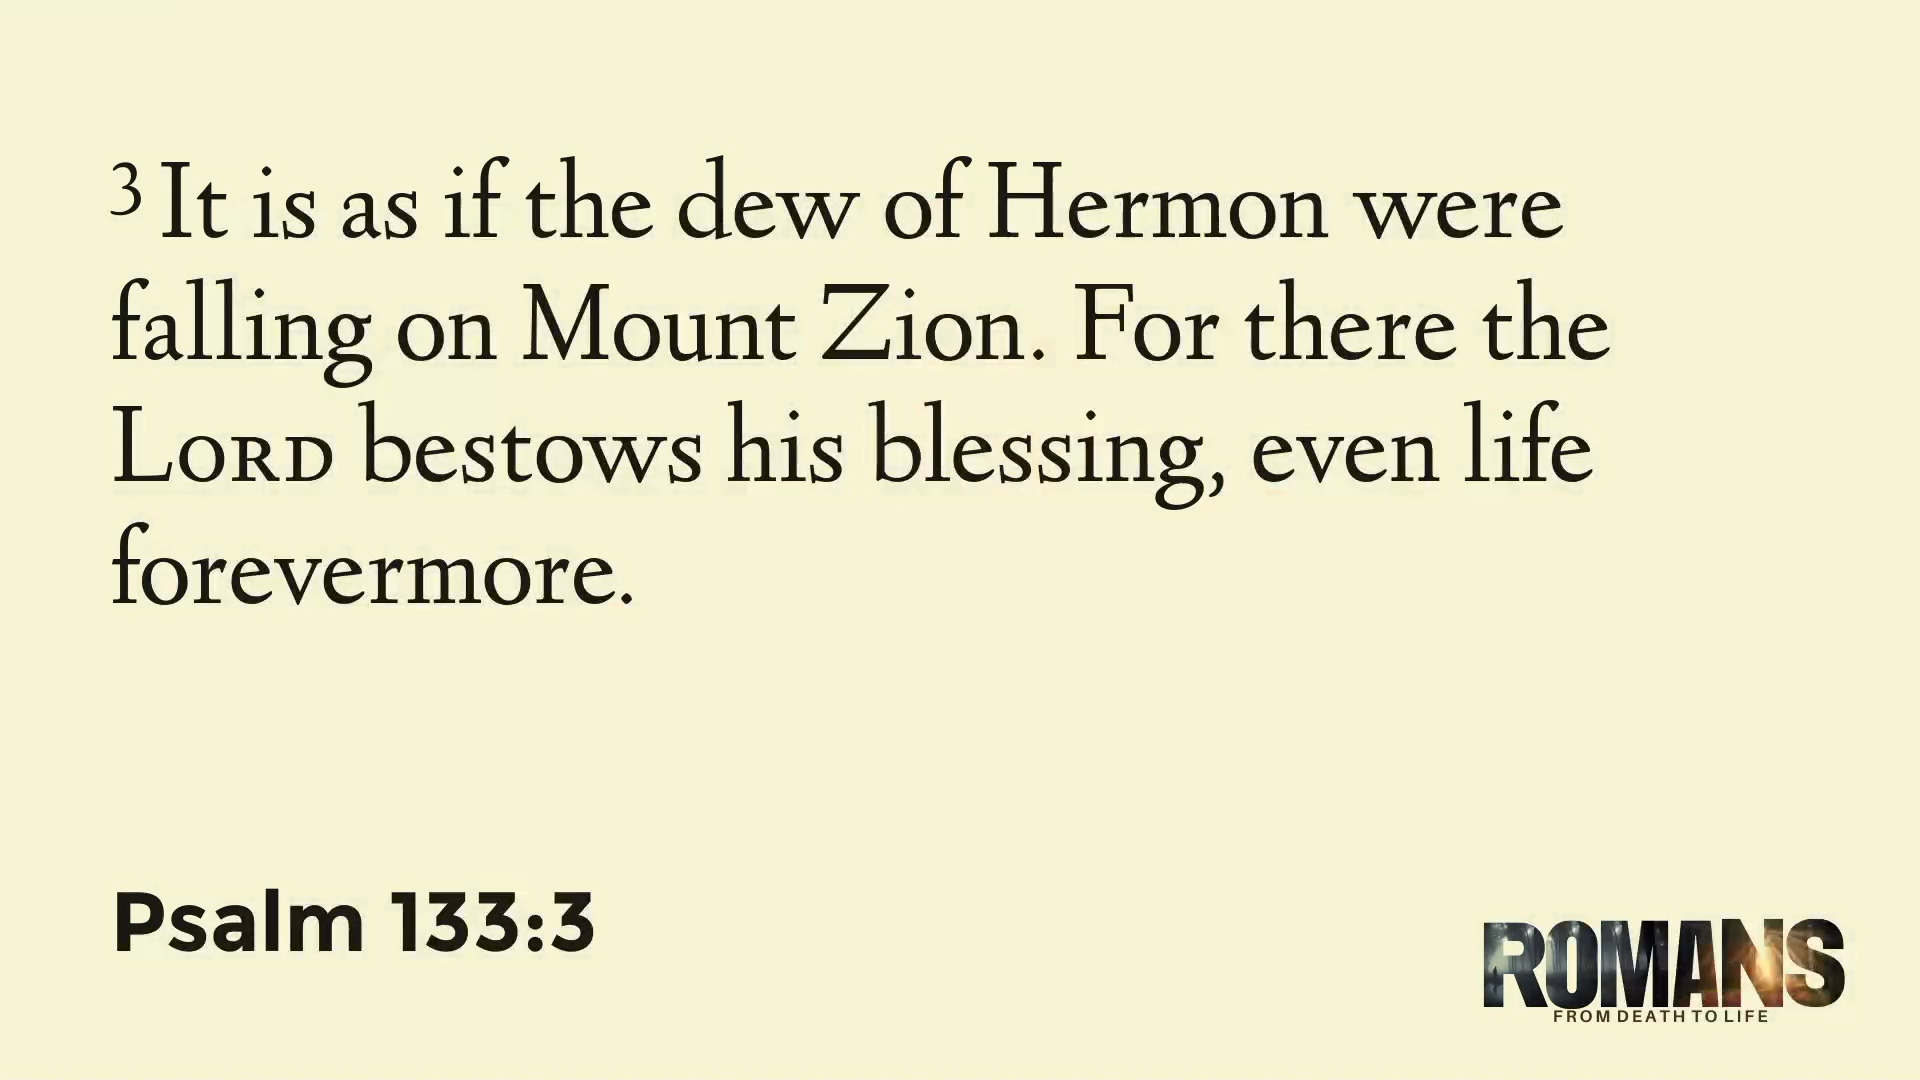 3 It is as if the dew of Hermon were
falling on Mount Zion. For there the
LORD bestows his blessing, even life
forevermore.
Psalm 133:3
ROMANS
FROM DEATH TO LIFE